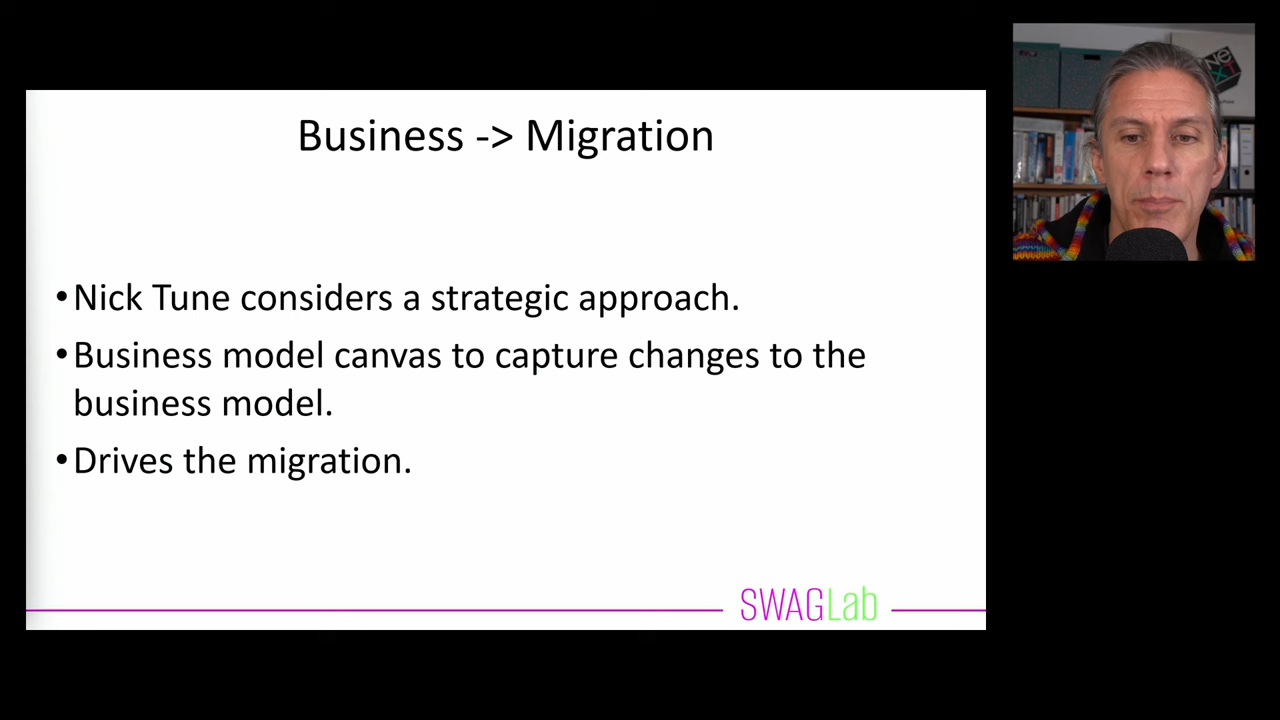 Business -> Migration
•Nick Tune considers a strategic approach.
•Business model canvas to capture changes to the
business model.
•Drives the migration.
SWAGLab
NeXT